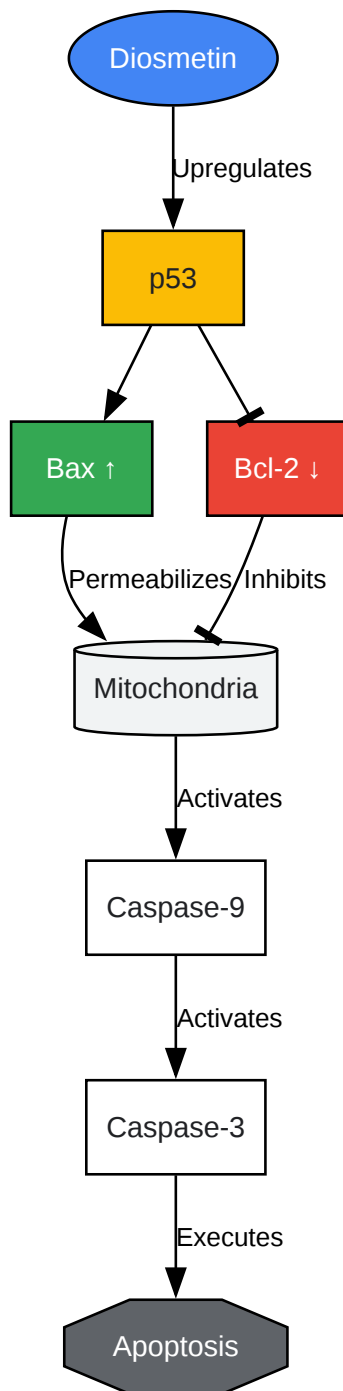 Diosmetin
Upregulates
p53
Bax ↑
Bcl-2 ↓
Permeabilizes
Inhibits
Mitochondria
Activates
Caspase-9
Activates
Caspase-3
Executes
Apoptosis